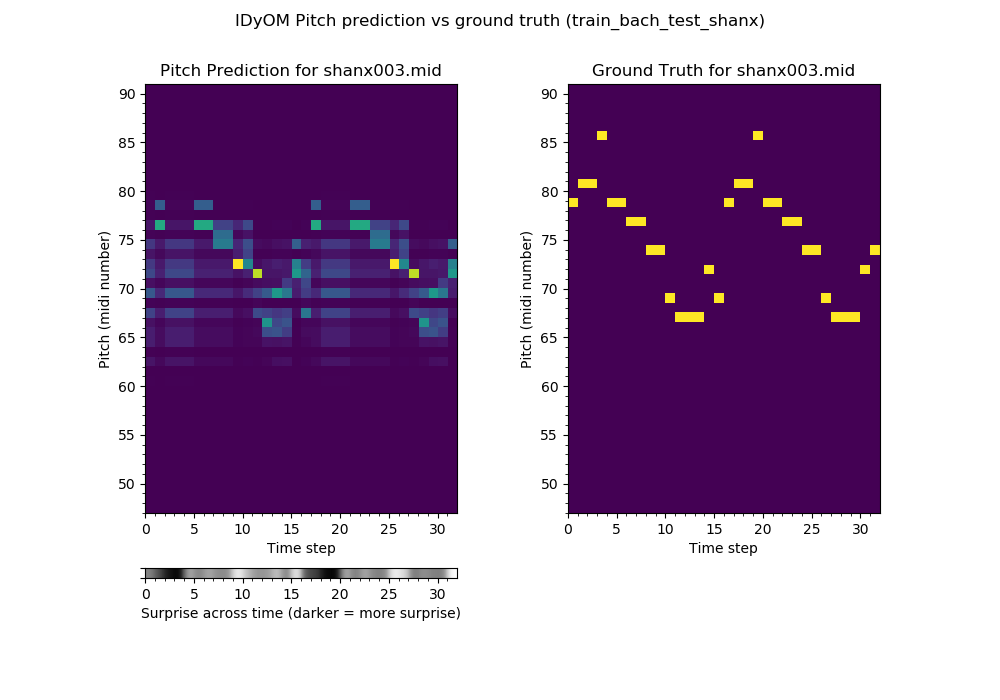 IDyOM Pitch prediction vs ground truth (train_bach_test_shanx)
Pitch Prediction for shanx003.mid
90
85
80
75
70
65
60
55
50
Pitch (midi number)
0 5 10 15 20 25 30
Time step
Ground Truth for shanx003.mid
90
85
80
75
70
65
60
55
50
Pitch (midi number)
0 5 10 15 20 25 30
Time step
0 5 10 15 20 25 30
Surprise across time (darker = more surprise)